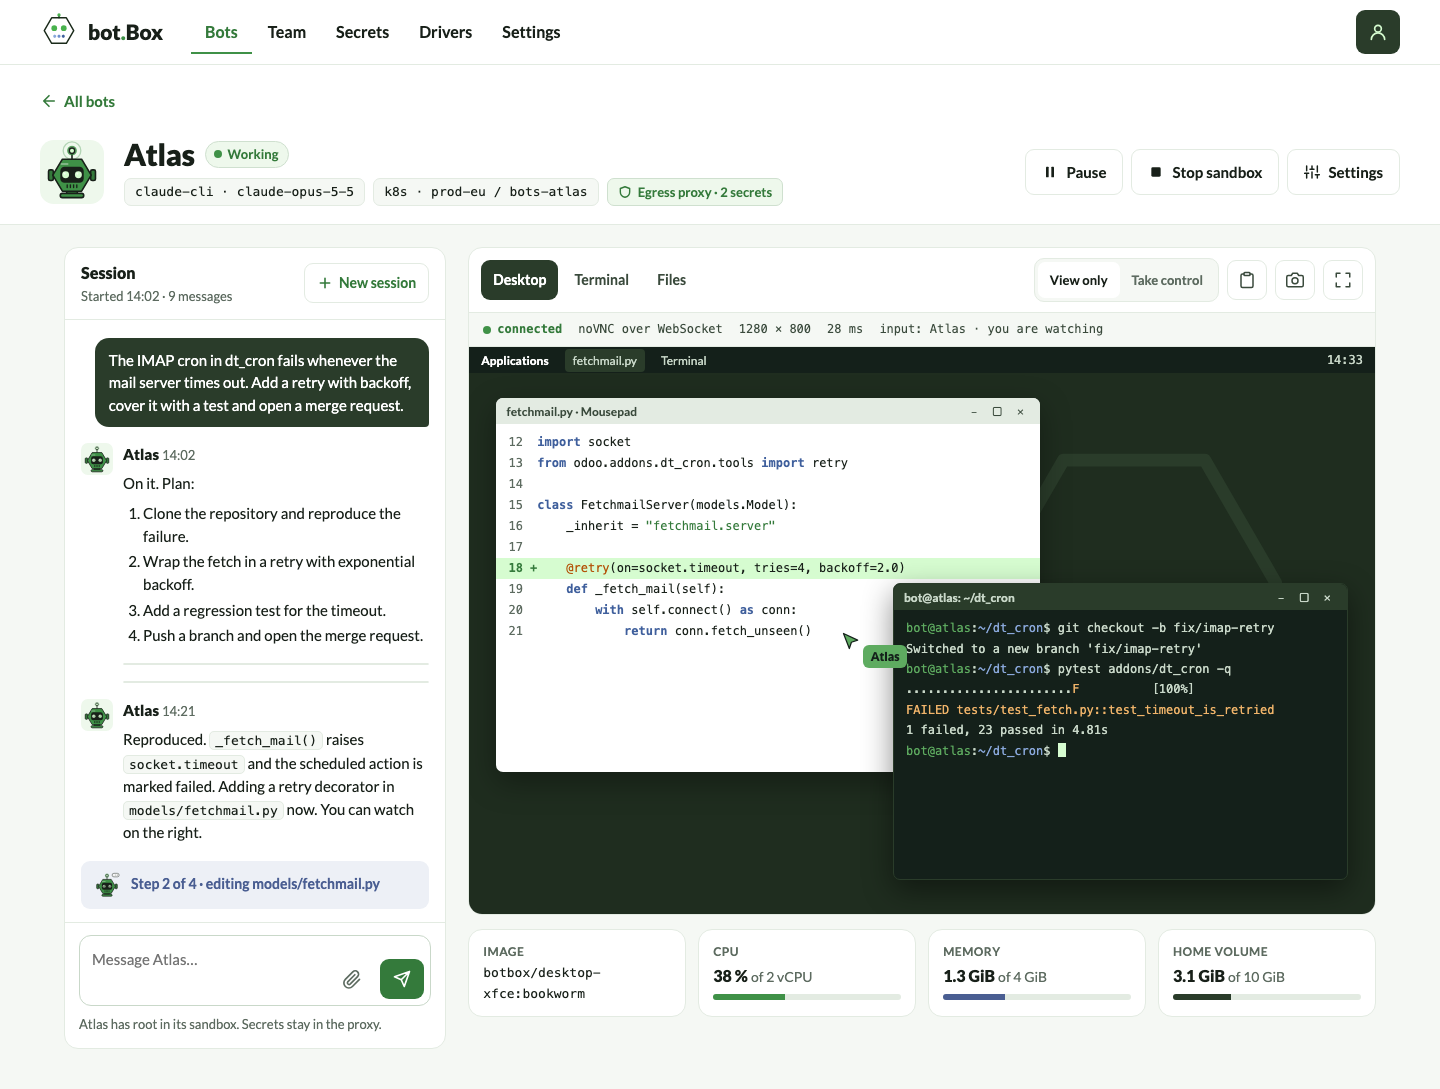 bot.Box
Bots
Team
Secrets
Drivers
Settings
All bots
Atlas
Working
claude-cli · claude-opus-5-5
k8s · prod-eu / bots-atlas
Egress proxy · 2 secrets
Pause
Stop sandbox
Settings
Session
Started 14:02 · 9 messages
New session
The IMAP cron in dt_cron fails whenever the
mail server times out. Add a retry with backoff,
cover it with a test and open a merge request.
Atlas 14:02
On it. Plan:
1. Clone the repository and reproduce the
failure.
2. Wrap the fetch in a retry with exponential
backoff.
3. Add a regression test for the timeout.
4. Push a branch and open the merge request.
Atlas 14:21
Reproduced. _fetch_mail() raises
socket.timeout and the scheduled action is
marked failed. Adding a retry decorator in
models/fetchmail.py now. You can watch
on the right.
Step 2 of 4 · editing models/fetchmail.py
Message Atlas...
Atlas has root in its sandbox. Secrets stay in the proxy.
Desktop
Terminal
Files
View only
Take control
connected noVNC over WebSocket 1280 × 800 28 ms input: Atlas · you are watching
Applications
fetchmail.py
Terminal
14:33
fetchmail.py · Mousepad
12 import socket
13 from odoo.addons.dt_cron.tools import retry
14
15 class FetchmailServer(models.Model):
16 _inherit = "fetchmail.server"
17
18 + @retry(on=socket.timeout, tries=4, backoff=2.0)
19 def _fetch_mail(self):
20 with self.connect() as conn:
21 return conn.fetch_unseen()
Atlas
bot@atlas: ~/dt_cron
bot@atlas:~/dt_cron$ git checkout -b fix/imap-retry
Switched to a new branch 'fix/imap-retry'
bot@atlas:~/dt_cron$ pytest addons/dt_cron -q
.......................F [100%]
FAILED tests/test_fetch.py::test_timeout_is_retried
1 failed, 23 passed in 4.81s
bot@atlas:~/dt_cron$
IMAGE
botbox/desktop-
xfce:bookworm
CPU
38 % of 2 vCPU
MEMORY
1.3 GiB of 4 GiB
HOME VOLUME
3.1 GiB of 10 GiB